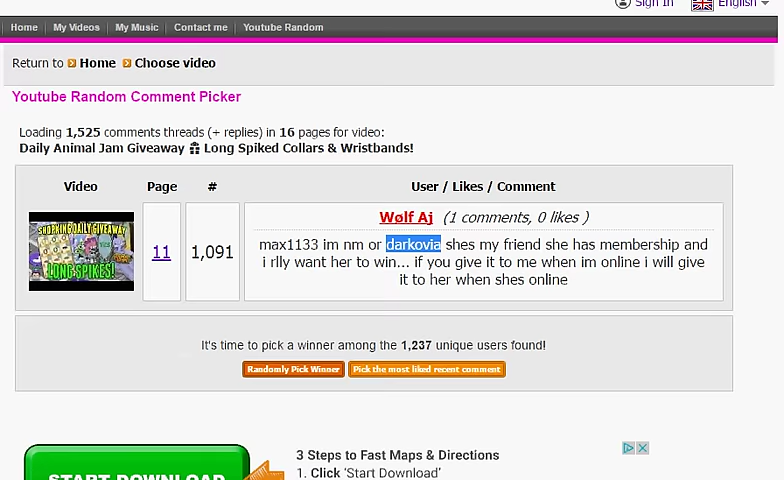 Sign In English
Home My Videos My Music Contact me Youtube Random
Return to Home Choose video
Youtube Random Comment Picker
Loading 1,525 comments threads (+ replies) in 16 pages for video:
Daily Animal Jam Giveaway Long Spiked Collars & Wristbands!
Video Page # User / Likes / Comment
Wølf Aj (1 comments, 0 likes )
SHORKING DAILY GIVEAWAY
LONG SPIKES!
11 1,091
max1133 im nm or darkovia shes my friend she has membership and
i rlly want her to win... if you give it to me when im online i will give
it to her when shes online
It's time to pick a winner among the 1,237 unique users found!
Randomly Pick Winner Pick the most liked recent comment
3 Steps to Fast Maps & Directions
START DOWNLOAD
1. Click 'Start Download'